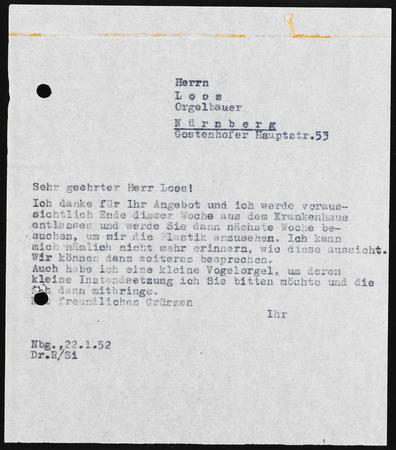 Herrn
L o o s
Orgelbauer
N ü r n b e r g
Gostenhofer Hauptstr.53
Sehr geehrter Herr Loos!
Ich danke für Ihr Angebot und ich werde voraus-
sichtlich Ende dieser Woche aus dem Krankenhaus
entlassen und werde Sie dann nächste Woche be-
suchen, um mir die Plastik anzusehen. Ich kann
mich nämlich nicht mehr erinnern, wie diese aussieht.
Wir können dann weiteres besprechen.
Auch habe ich eine kleine Vogelorgel, um deren
kleine Instandsetzung ich Sie bitten möchte und die
ich dann mitbringe.
freundlichen Grüssen
Ihr
Nbg.,22.1.52
Dr.R/Si